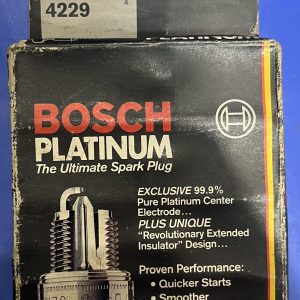 4229
4
BOSCH
PLATINUM
The Ultimate Spark Plug
EXCLUSIVE 99.9%
Pure Platinum Center
Electrode...
PLUS UNIQUE
"Revolutionary Extended
Insulator" Design...
Proven Performance:
• Quicker Starts
• Smoother